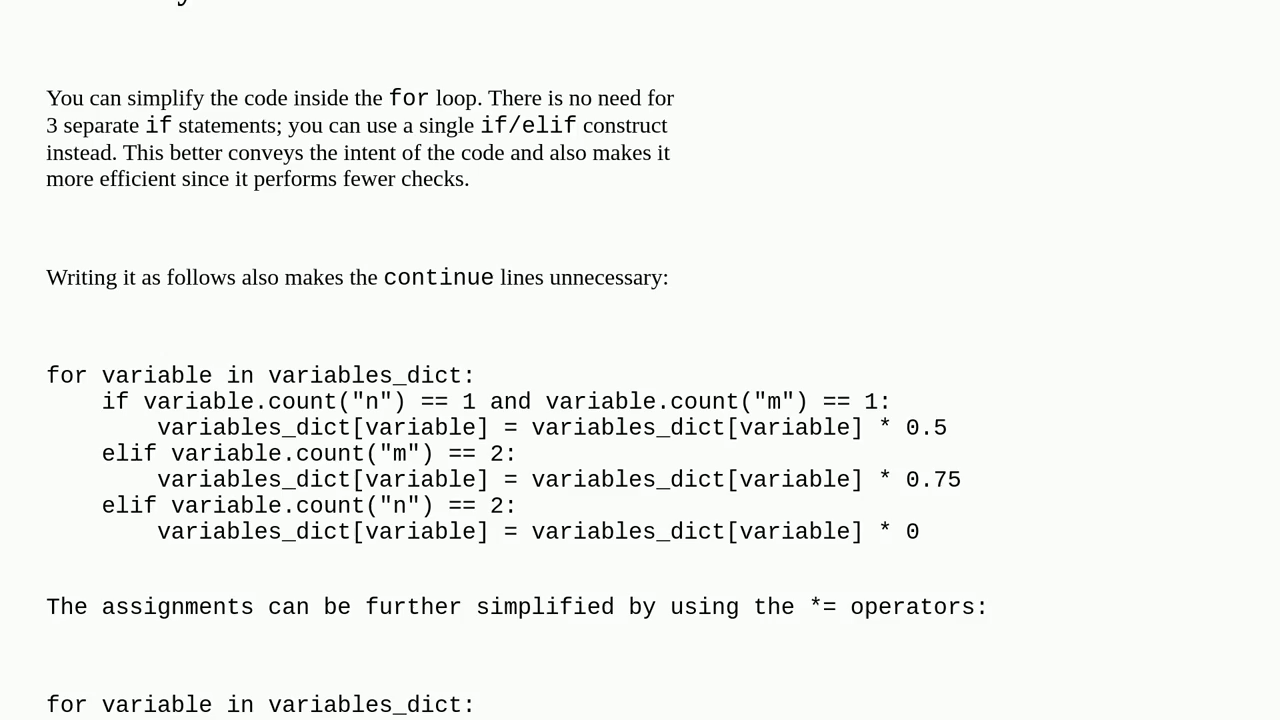 You can simplify the code inside the for loop. There is no need for
3 separate if statements; you can use a single if/elif construct
instead. This better conveys the intent of the code and also makes it
more efficient since it performs fewer checks.
Writing it as follows also makes the continue lines unnecessary:
for variable in variables_dict:
    if variable.count("n") == 1 and variable.count("m") == 1:
        variables_dict[variable] = variables_dict[variable] * 0.5
    elif variable.count("m") == 2:
        variables_dict[variable] = variables_dict[variable] * 0.75
    elif variable.count("n") == 2:
        variables_dict[variable] = variables_dict[variable] * 0
The assignments can be further simplified by using the *= operators:
for variable in variables_dict: